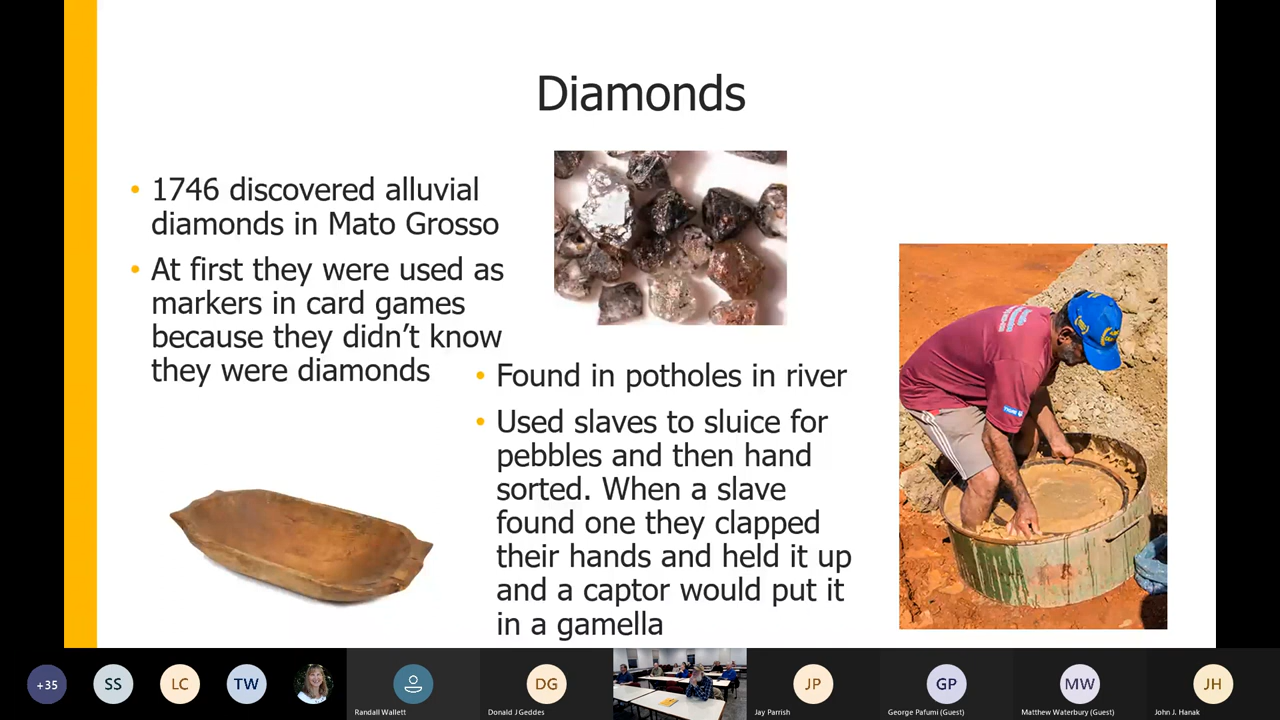 Diamonds
• 1746 discovered alluvial
diamonds in Mato Grosso
• At first they were used as
markers in card games
because they didn’t know
they were diamonds
• Found in potholes in river
• Used slaves to sluice for
pebbles and then hand
sorted. When a slave
found one they clapped
their hands and held it up
and a captor would put it
in a gamella
+35
SS
LC
TW
Randall Wallett
DG
Donald J Geddes
JP
Jay Parrish
GP
George Pafumi (Guest)
MW
Matthew Waterbury (Guest)
JH
John J. Hanak